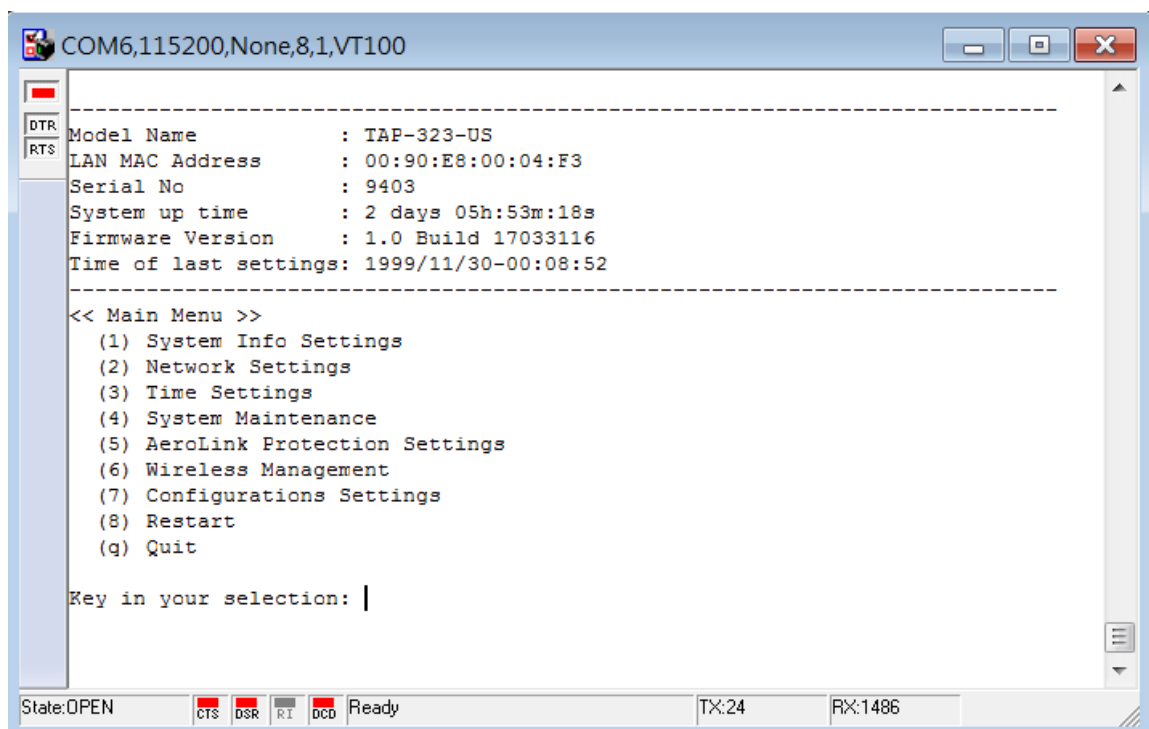 COM6,115200,None,8,1,VT100
DTR
RTS
--------------------------------------------------------------------------------
Model Name : TAP-323-US
LAN MAC Address : 00:90:E8:00:04:F3
Serial No : 9403
System up time : 2 days 05h:53m:18s
Firmware Version : 1.0 Build 17033116
Time of last settings: 1999/11/30-00:08:52
--------------------------------------------------------------------------------
<< Main Menu >>
(1) System Info Settings
(2) Network Settings
(3) Time Settings
(4) System Maintenance
(5) AeroLink Protection Settings
(6) Wireless Management
(7) Configurations Settings
(8) Restart
(q) Quit
Key in your selection:
State:OPEN CTS DSR RI DCD Ready TX:24 RX:1486